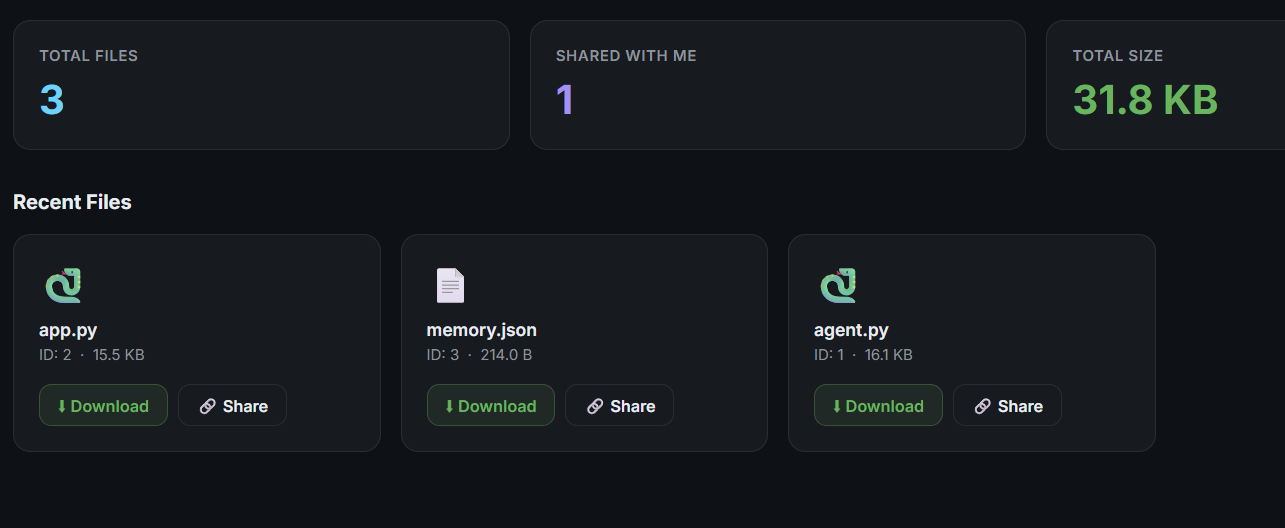 TOTAL FILES
3
SHARED WITH ME
1
TOTAL SIZE
31.8 KB
Recent Files
app.py
ID: 2 · 15.5 KB
⬇ Download
🔗 Share
memory.json
ID: 3 · 214.0 B
⬇ Download
🔗 Share
agent.py
ID: 1 · 16.1 KB
⬇ Download
🔗 Share